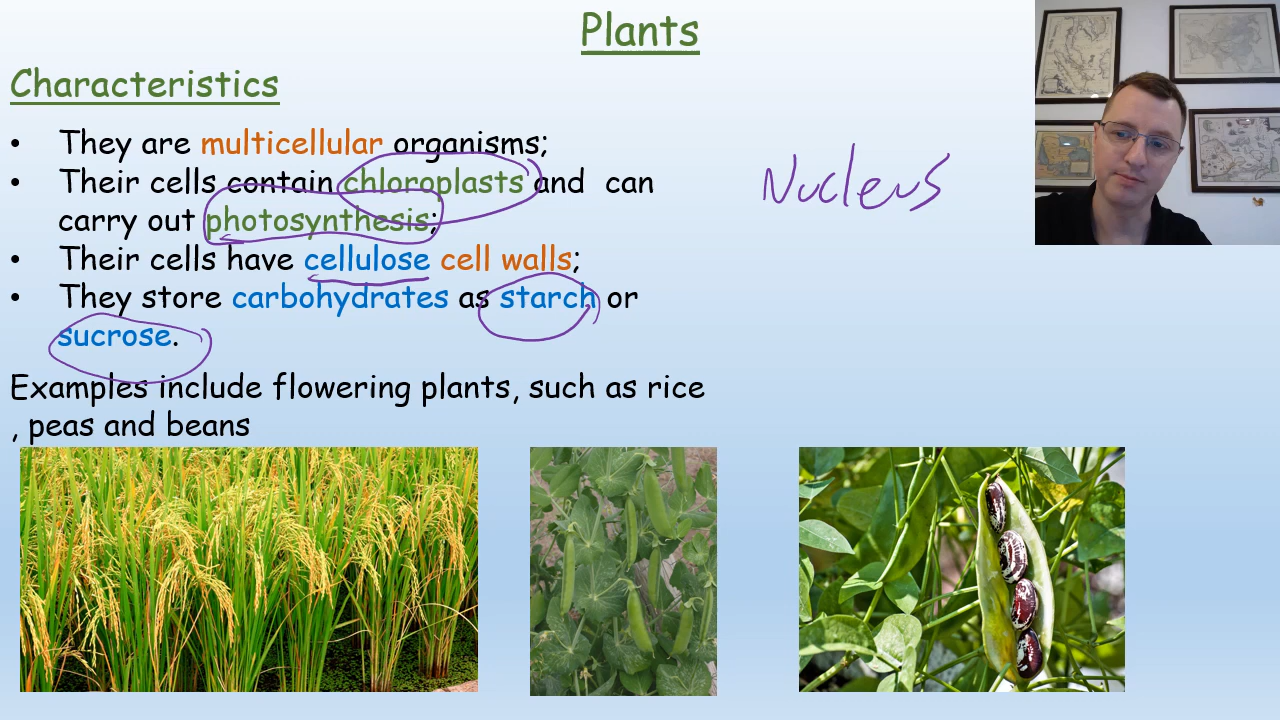 Plants
Characteristics
• They are multicellular organisms;
• Their cells contain chloroplasts and can
carry out photosynthesis;
• Their cells have cellulose cell walls;
• They store carbohydrates as starch or
sucrose.
Nucleus
Examples include flowering plants, such as rice
, peas and beans